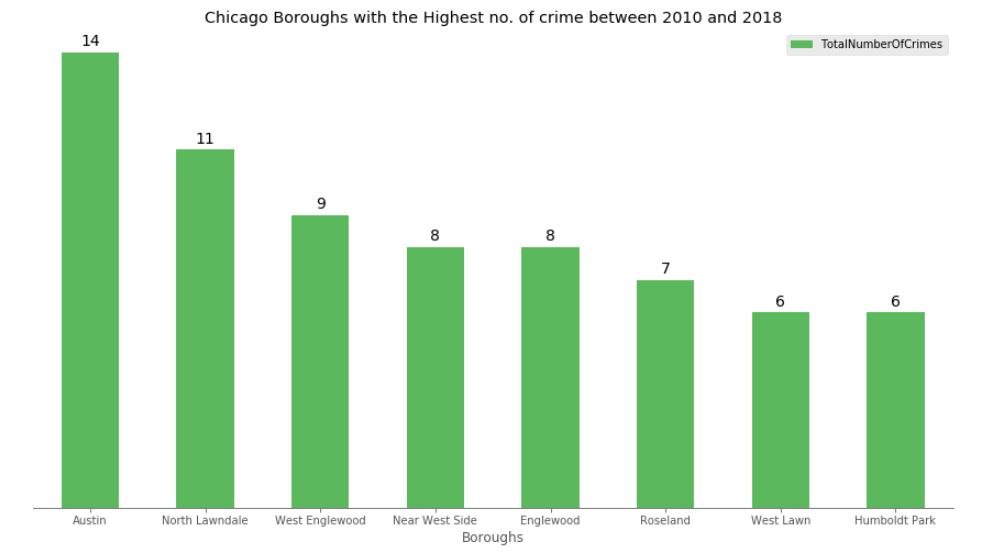 Chicago Boroughs with the Highest no. of crime between 2010 and 2018
14
TotalNumberOfCrimes
11
9
8
8
7
6
6
Austin
North Lawndale
West Englewood
Near West Side
Englewood
Roseland
West Lawn
Humboldt Park
Boroughs